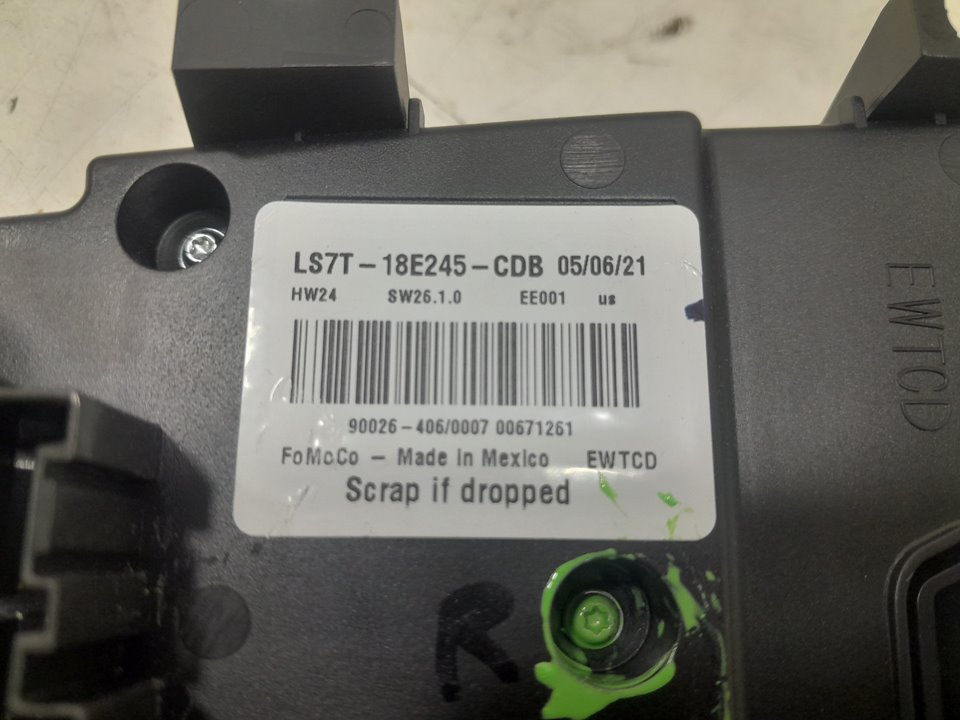 LS7T-18E245-CDB 05/06/21
HW24 SW26.1.0 EE001 us
90026-406/0007 00671261
FoMoCo - Made in Mexico EWTCD
Scrap if dropped
EWTCD
R